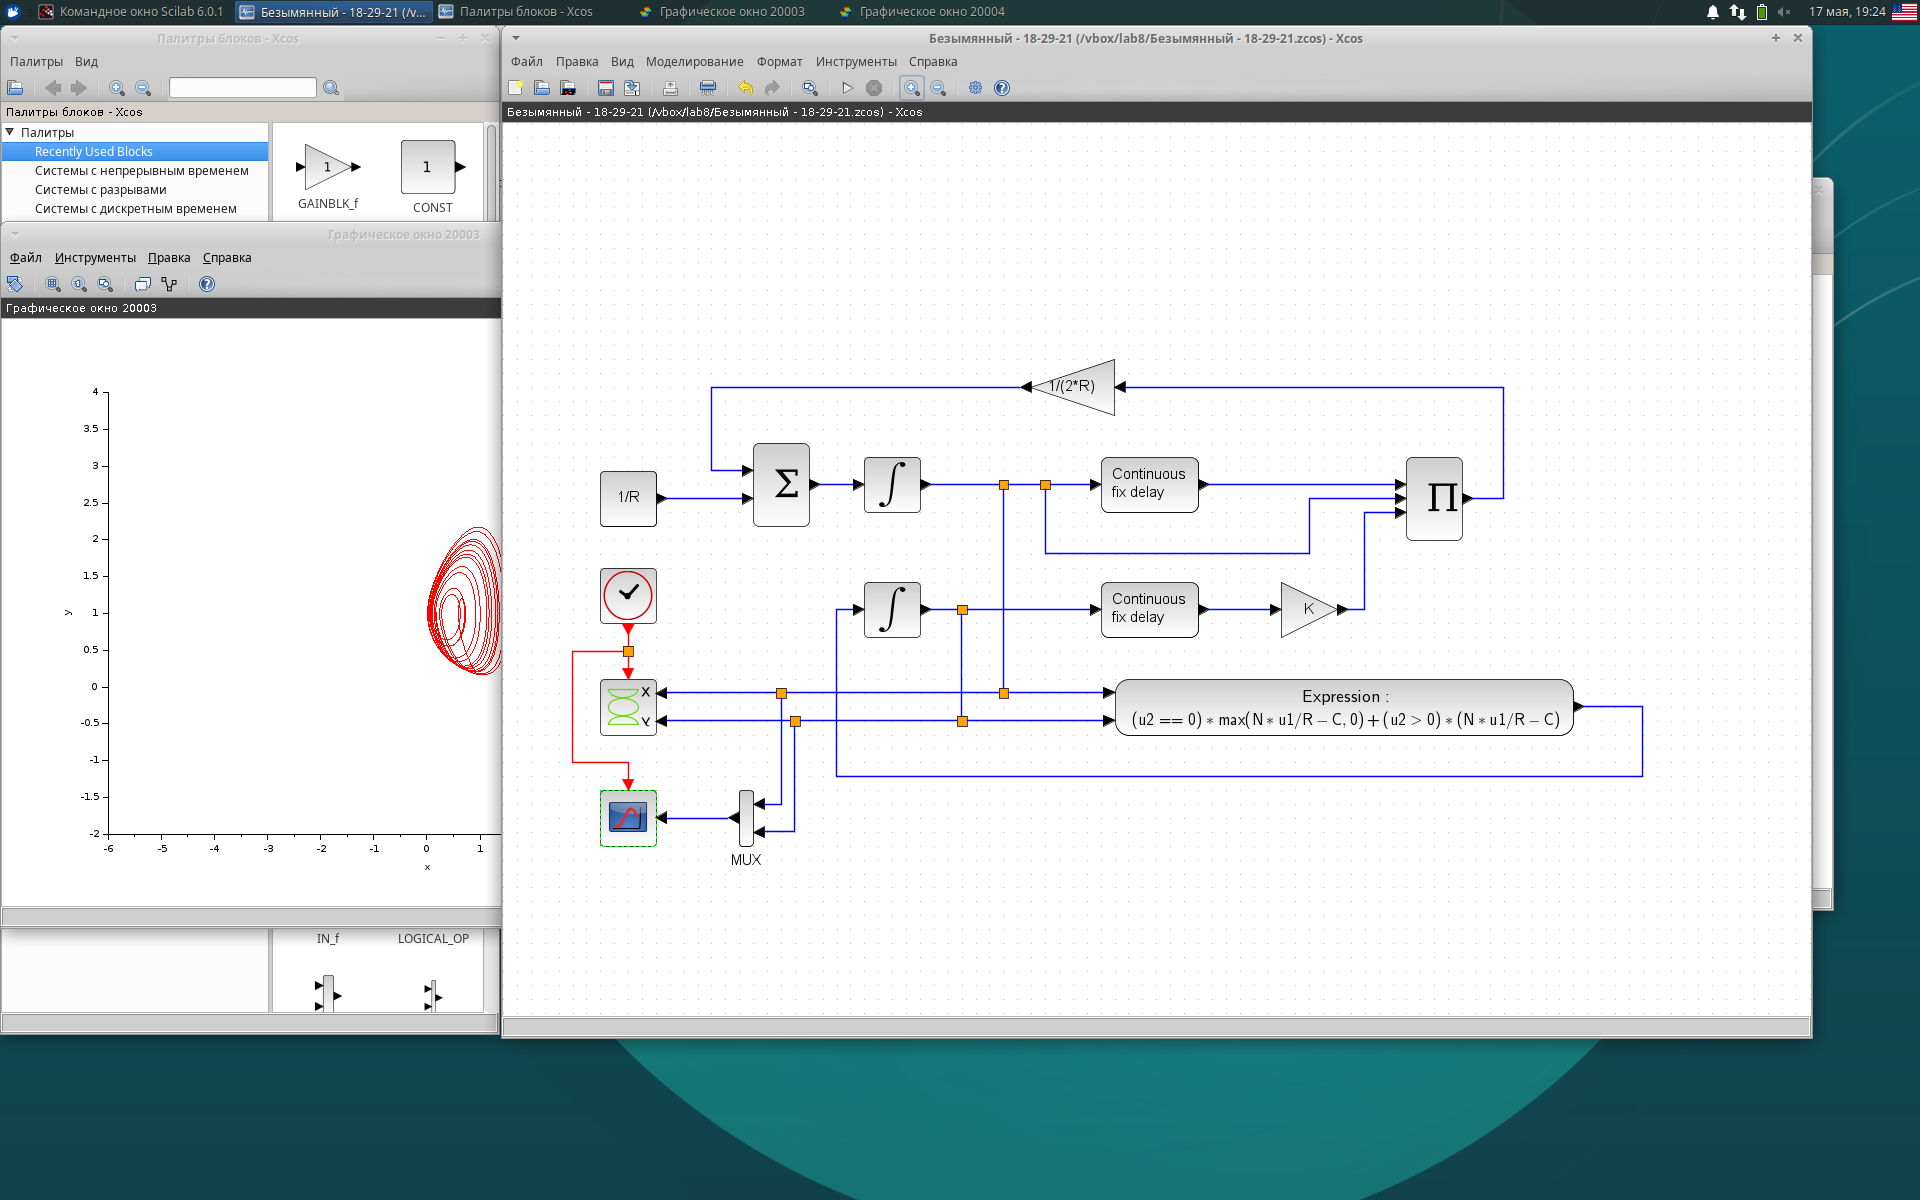 Командное окно Scilab 6.0.1
Безымянный - 18-29-21 (/v...
Палитры блоков - Xcos
Графическое окно 20003
Графическое окно 20004
17 мая, 19:24
Палитры блоков - Xcos
Палитры Вид
Палитры блоков - Xcos
Палитры
Recently Used Blocks
Системы с непрерывным временем
Системы с разрывами
Системы с дискретным временем
1
GAINBLK_f
1
CONST
Графическое окно 20003
Файл Инструменты Правка Справка
Графическое окно 20003
4
3.5
3
2.5
2
1.5
1
0.5
0
-0.5
-1
-1.5
-2
y
-6 -5 -4 -3 -2 -1 0 1
x
IN_f
LOGICAL_OP
Безымянный - 18-29-21 (/vbox/lab8/Безымянный - 18-29-21.zcos) - Xcos
Файл Правка Вид Моделирование Формат Инструменты Справка
Безымянный - 18-29-21 (/vbox/lab8/Безымянный - 18-29-21.zcos) - Xcos
1/(2*R)
1/R
Σ
∫
Continuous
fix delay
Π
∫
Continuous
fix delay
K
X
Y
Expression :
(u2 == 0) ∗ max(N ∗ u1/R − C, 0) + (u2 > 0) ∗ (N ∗ u1/R − C)
MUX